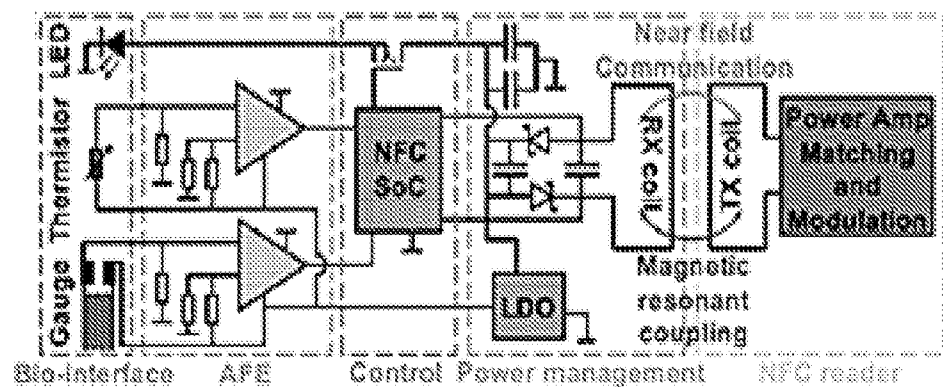 LED
Thermistor
Gauge
NFC
SoC
LDO
Near field
Communication
RX coil
TX coil
Magnetic
resonant
coupling
Power Amp
Matching
and
Modulation
Bio-interface
AFE
Control
Power management
NFC reader